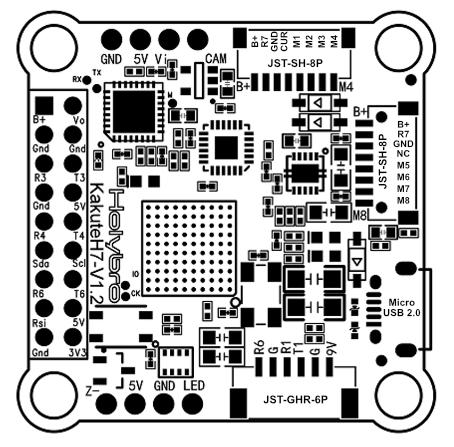 GND 5V Vi CAM
B+ R7 GND CUR M1 M2 M3 M4
JST-SH-8P
B+ M4
RX TX
M
B+ Vo
Gnd Gnd
R3 T3
Gnd 5V
R4 T4
Sda Scl
R6 T6
Rsi 5V
Gnd 3V3
Holybro
KakuteH7-V1.2
IO
CK
B+
JST-SH-8P
B+
R7
GND
NC
M5
M6
M7
M8
M8
Micro
USB 2.0
R6 G R1 T1 G 9V
JST-GHR-6P
Z- 5V GND LED